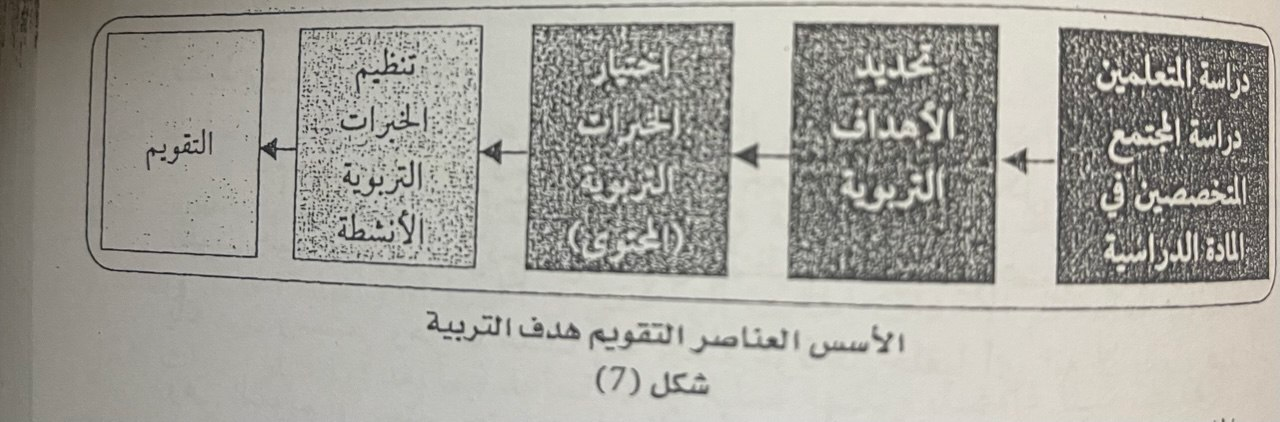 دراسة المتعلمين
دراسة المجتمع
المتخصصين في
المادة الدراسية
تحديد
الأهداف
التربوية
اختيار
الخبرات
التربوية
(المحتوى)
تنظيم
الخبرات
التربوية
الأنشطة
التقويم
الأسس العناصر التقويم هدف التربية
شكل (7)